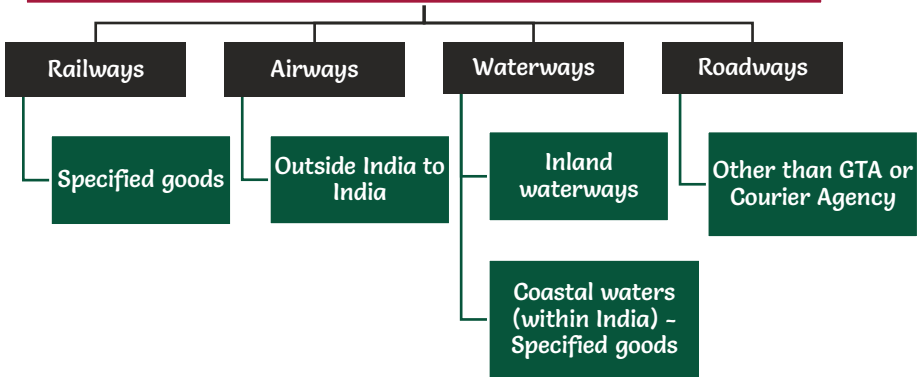 Railways
Airways
Waterways
Roadways
Specified goods
Outside India to
India
Inland
waterways
Other than GTA or
Courier Agency
Coastal waters
(within India) -
Specified goods